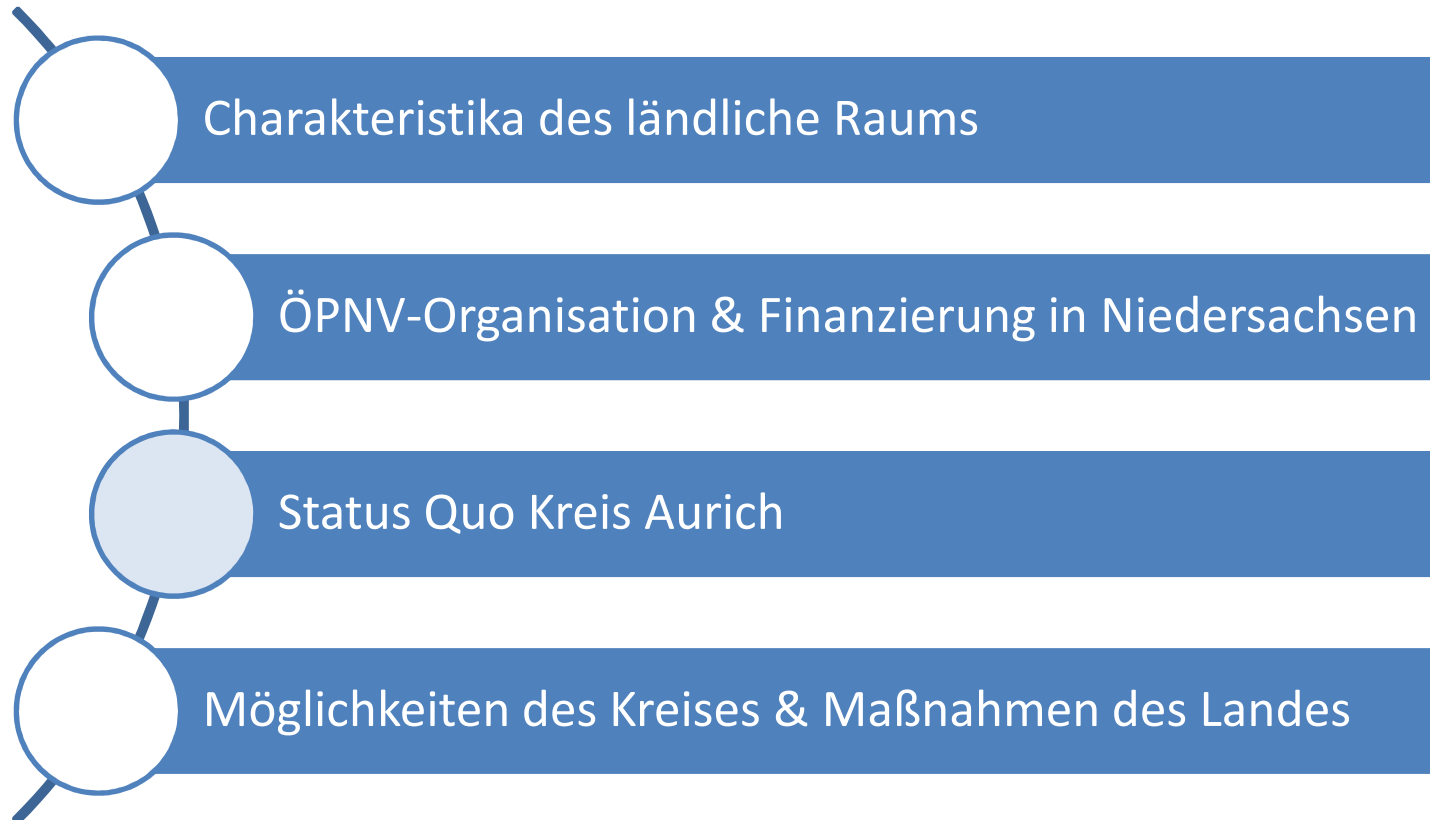 Charakteristika des ländliche Raums
ÖPNV-Organisation & Finanzierung in Niedersachsen
Status Quo Kreis Aurich
Möglichkeiten des Kreises & Maßnahmen des Landes